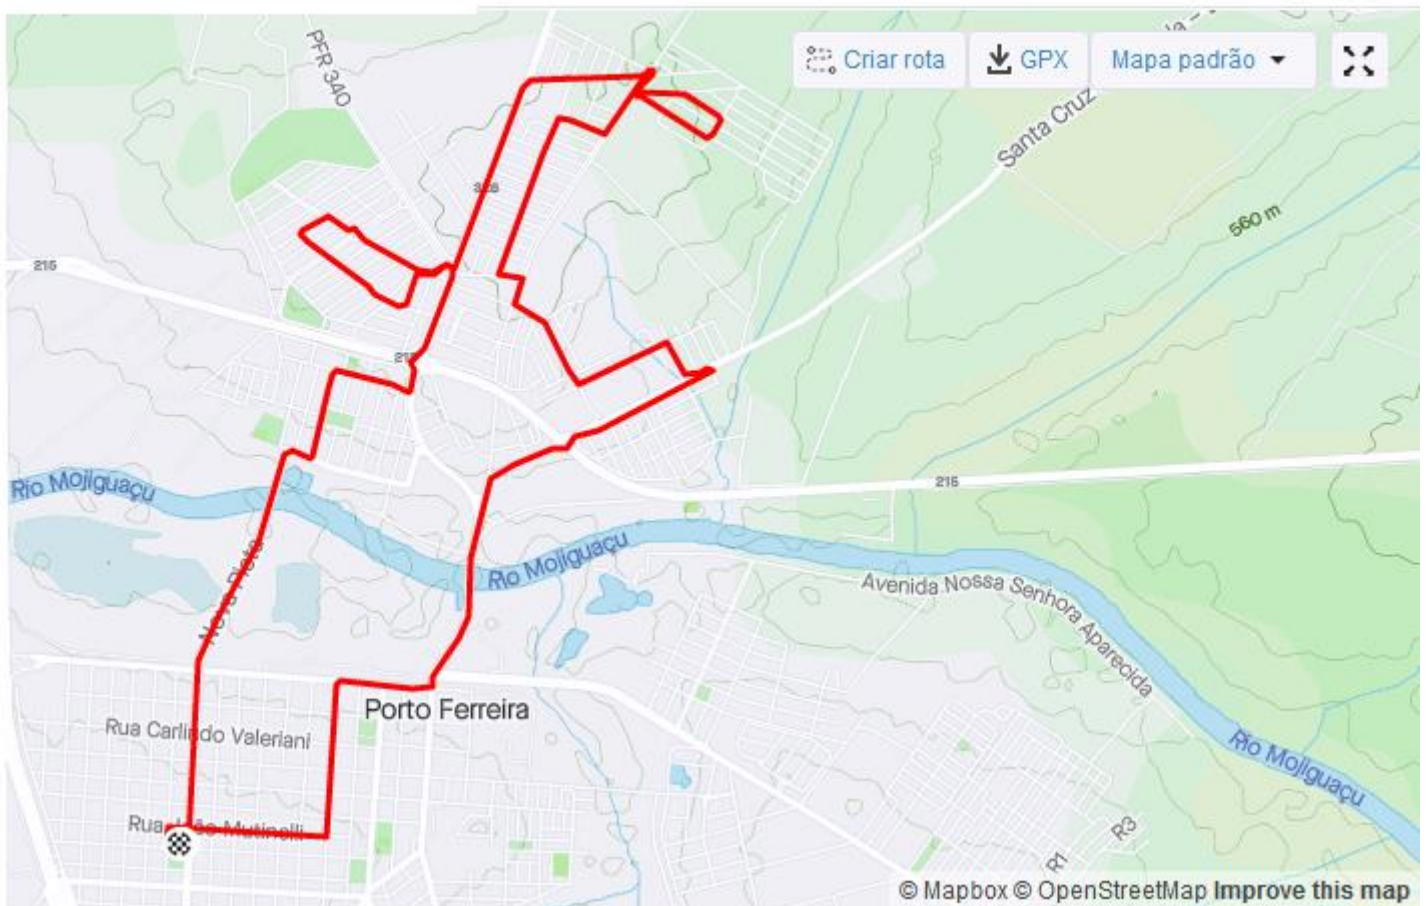 PFR 340
Criar rota
GPX
Mapa padrão
Santa Cruz
560 m
215
215
Rio Mojiguaçu
Rio Mojiguaçu
Avenida Nossa Senhora Aparecida
Porto Ferreira
Rua Carlindo Valeriani
Rio Mojiguaçu
R1
R3
© Mapbox © OpenStreetMap Improve this map